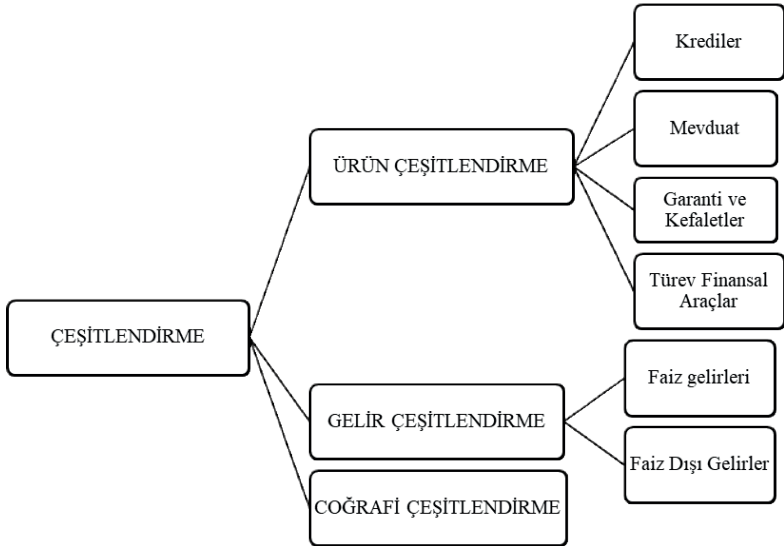 ÇEŞİTLENDİRME
ÜRÜN ÇEŞİTLENDİRME
Krediler
Mevduat
Garanti ve
Kefaletler
Türev Finansal
Araçlar
GELİR ÇEŞİTLENDİRME
Faiz gelirleri
Faiz Dışı Gelirler
COĞRAFİ ÇEŞİTLENDİRME